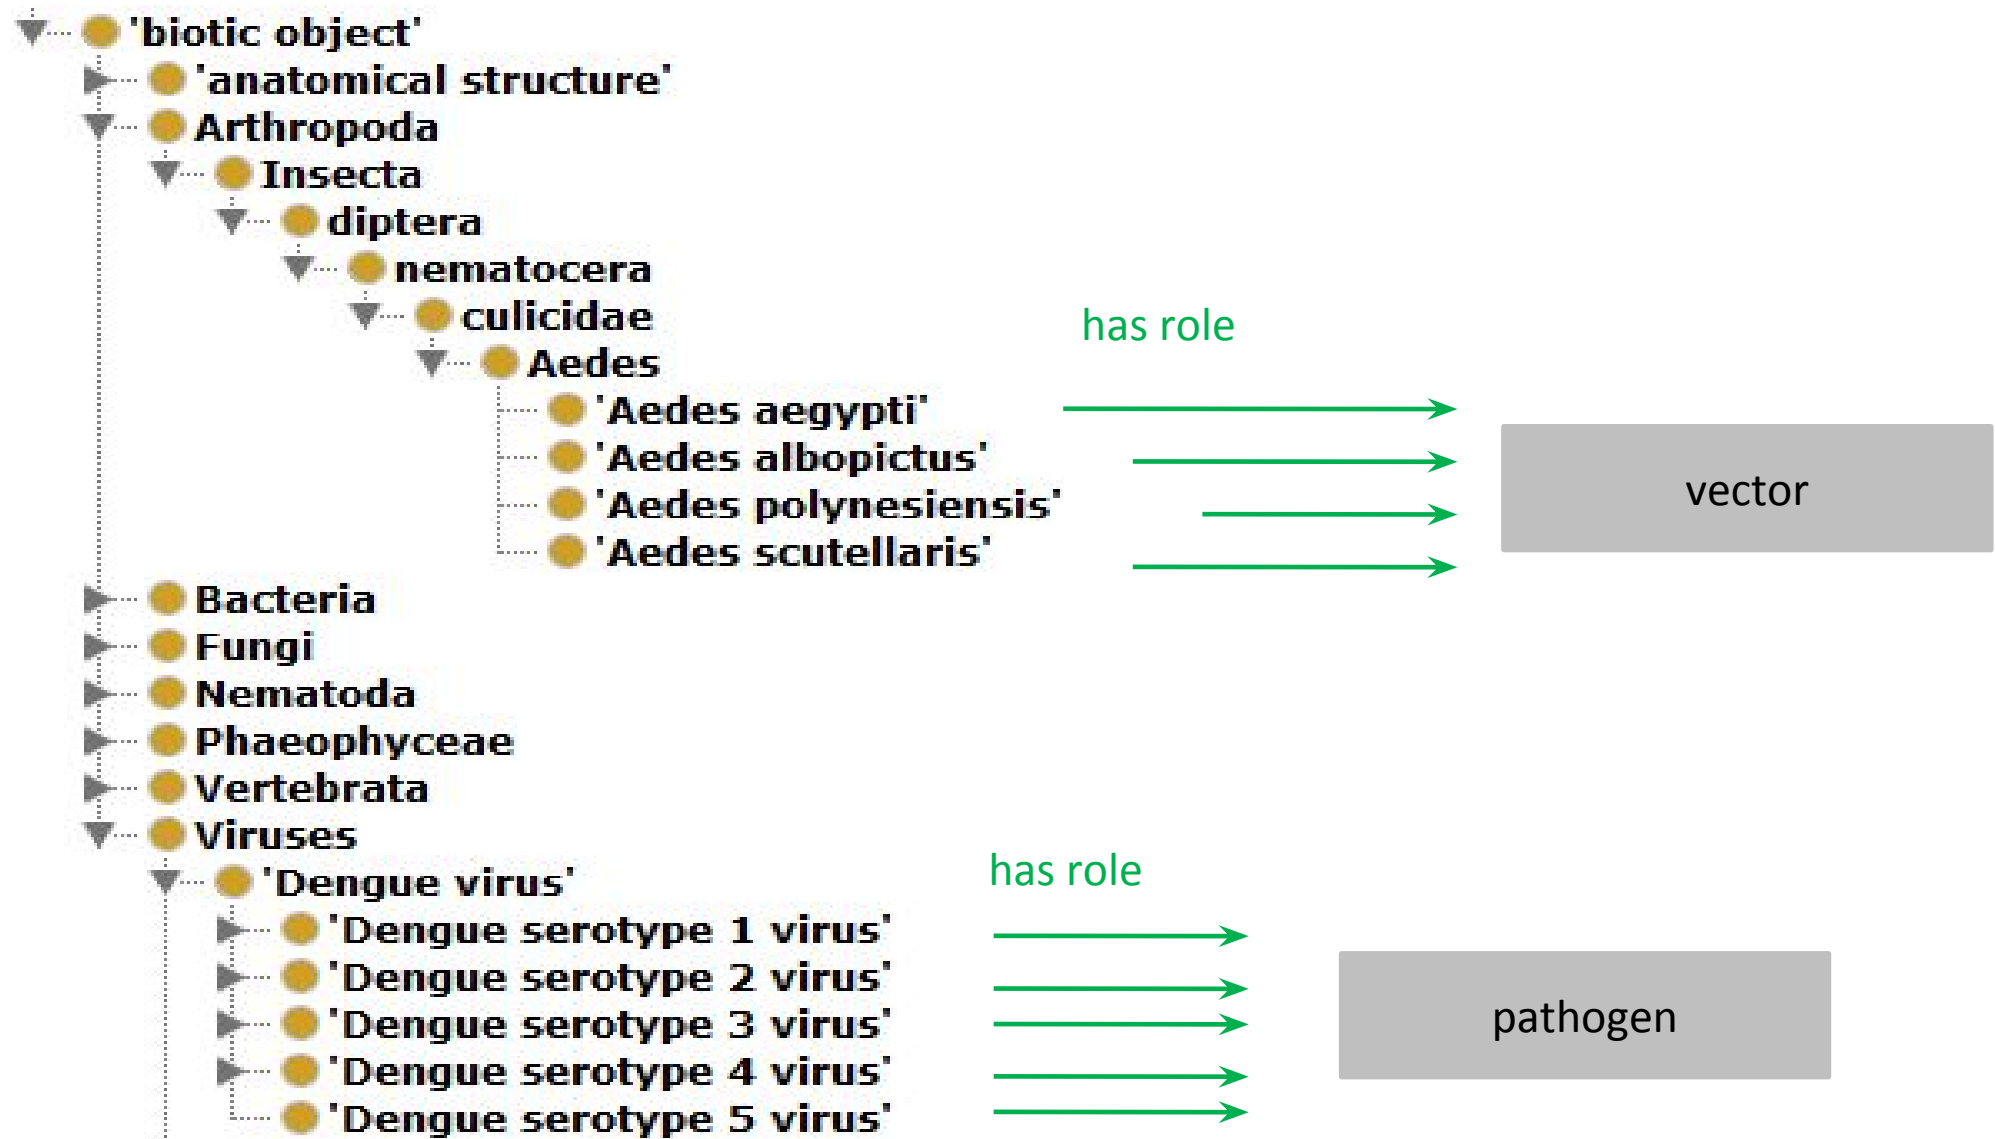 'biotic object'
'anatomical structure'
Arthropoda
Insecta
diptera
nematocera
culicidae
has role
Aedes
'Aedes aegypti'
'Aedes albopictus'
vector
'Aedes polynesiensis'
'Aedes scutellaris'
Bacteria
Fungi
Nematoda
Phaeophyceae
Vertebrata
Viruses
has role
'Dengue virus'
'Dengue serotype 1 virus'
'Dengue serotype 2 virus'
pathogen
'Dengue serotype 3 virus'
'Dengue serotype 4 virus'
'Dengue serotype 5 virus'